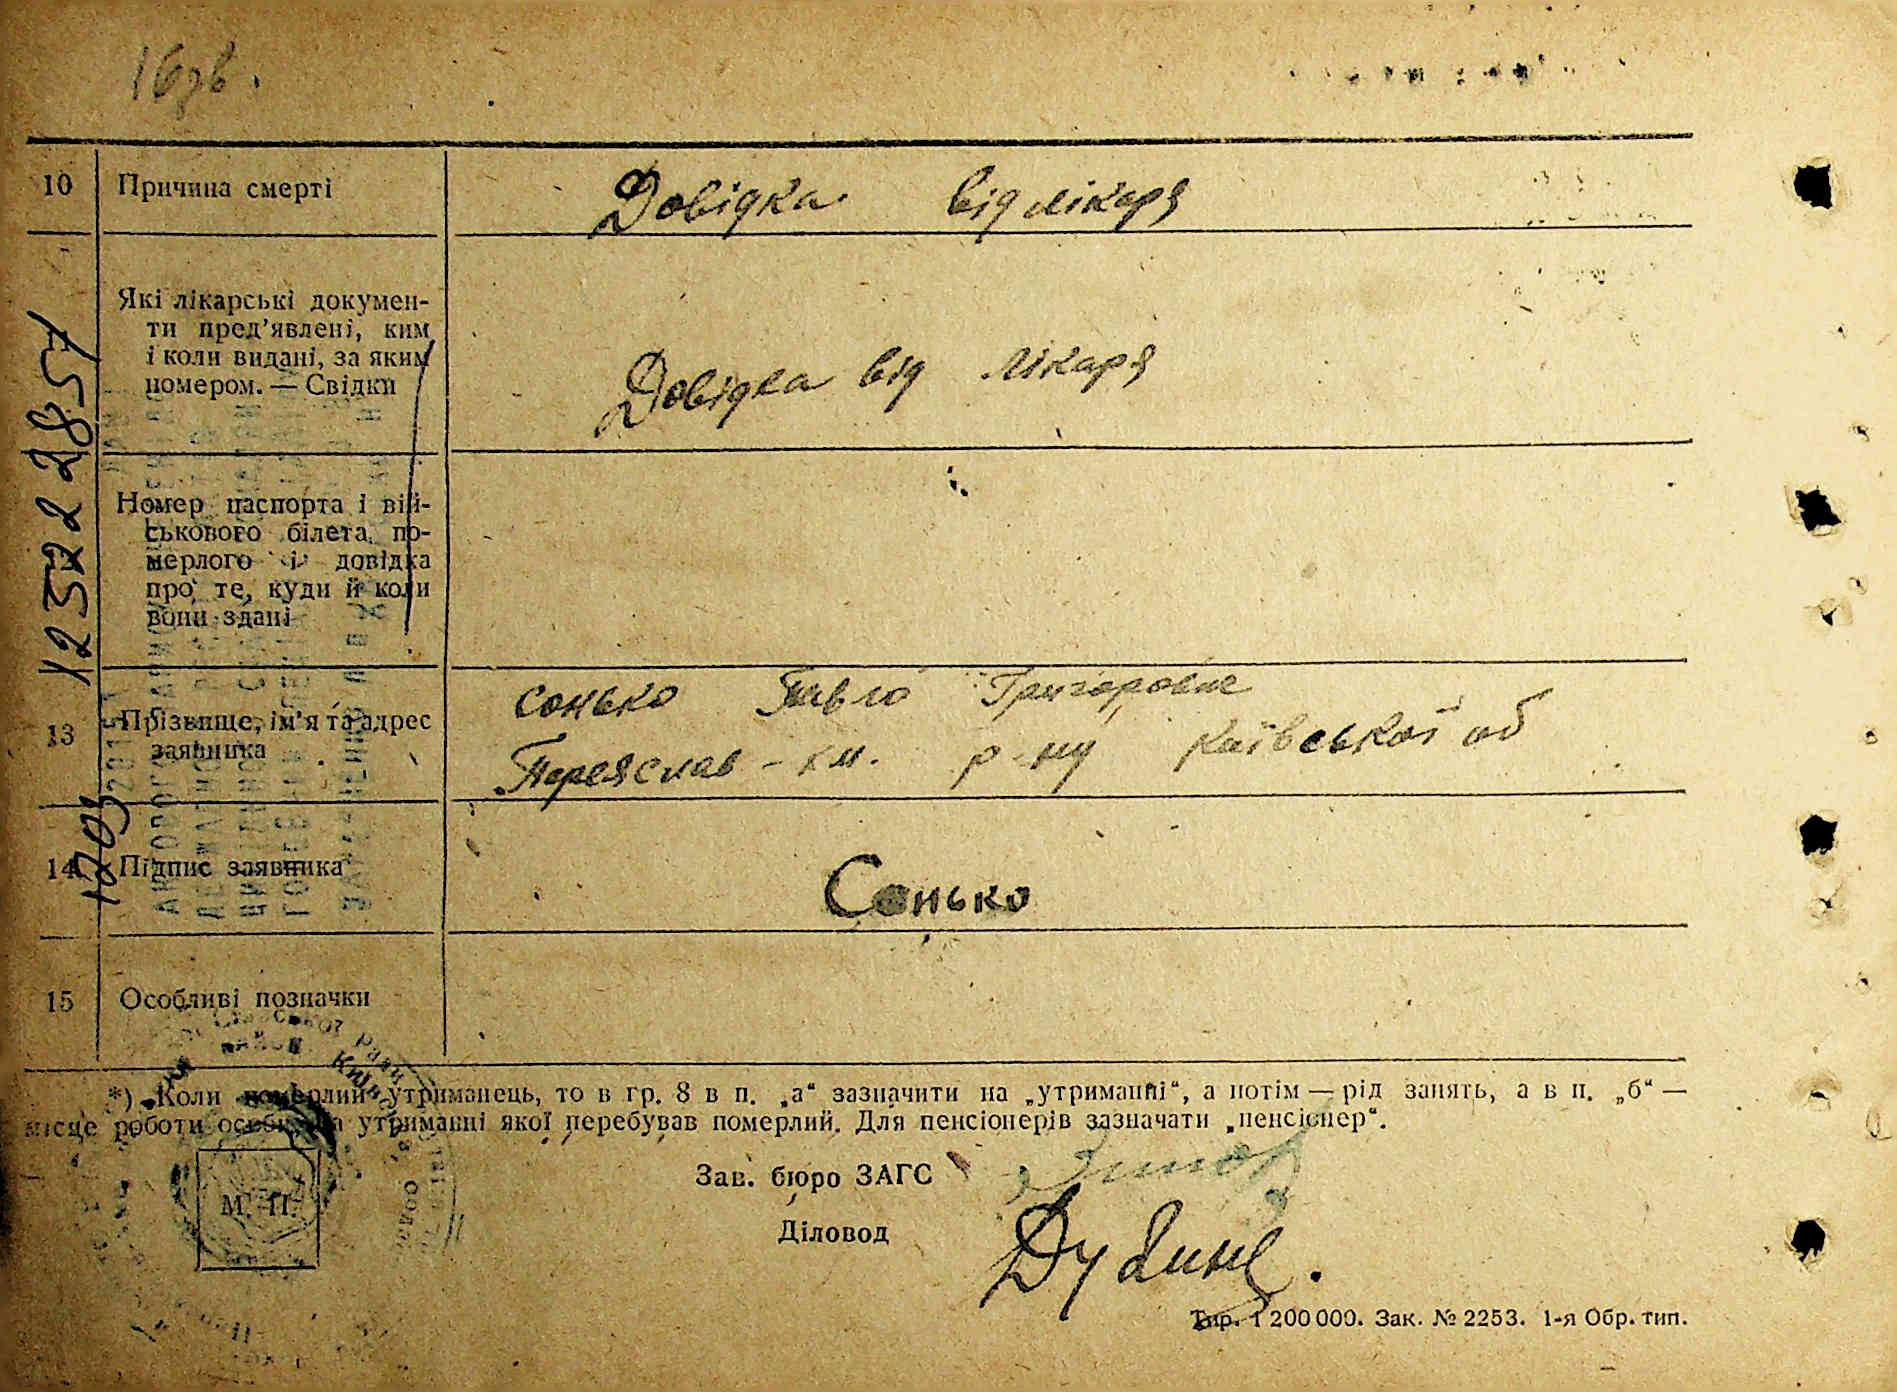 16зв.
10 Причина смерті Довідка від лікаря
Які лікарські докумен-
ти пред’явлені, ким
і коли видані, за яким
номером. — Свідки
Довідка від лікаря
Номер паспорта і вій-
ськового білета по-
мерлого і довідка
про те, куди й коли
вони здані
13 Прізвище, ім’я та адрес
заявника
Сонько Павло Григорович
Переяслав-хм. р-ну Київської об
14 Підпис заявника Сонько
15 Особливі позначки
*) Коли померлий утриманець, то в гр. 8 в п. „а“ зазначити на „утриманні“, а потім — рід занять, а в п. „б“ —
місце роботи особи, на утриманні якої перебував померлий. Для пенсіонерів зазначати „пенсіонер“.
Зав. бюро ЗАГС
Діловод
М. П.
Тир. 1 200 000. Зак. № 2253. 1-я Обр. тип.
1203
12322857